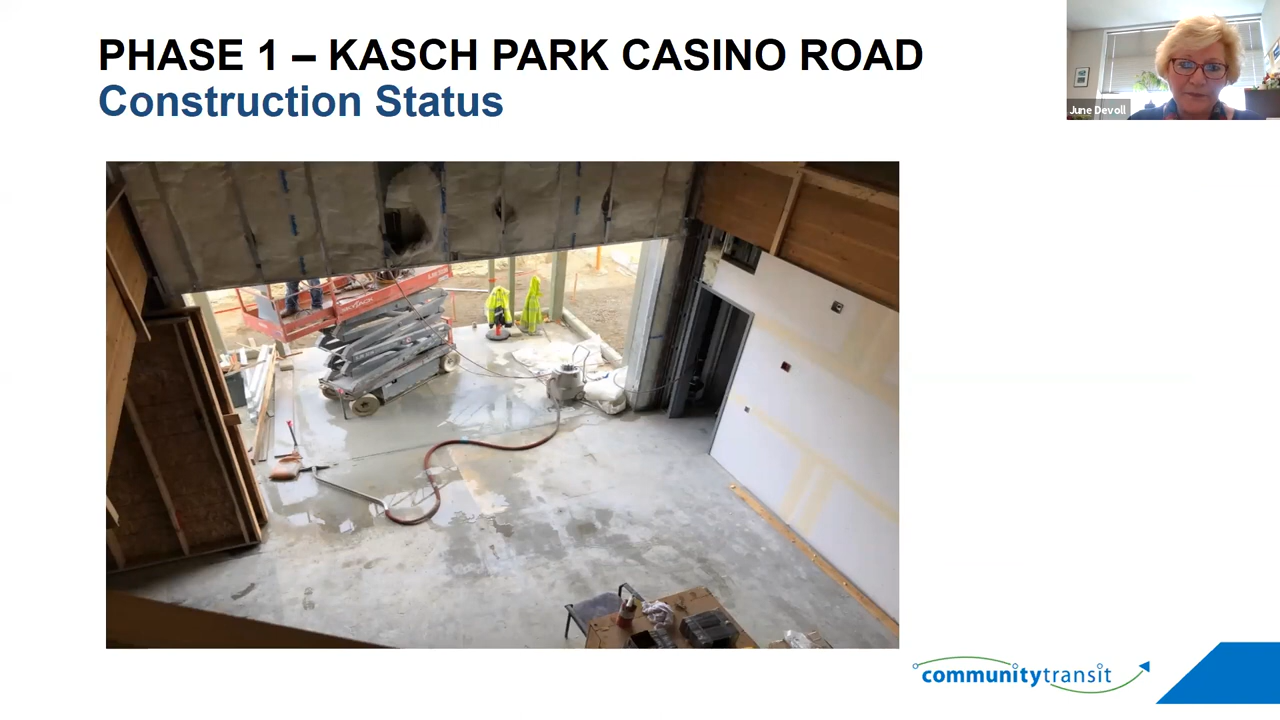 PHASE 1 – KASCH PARK CASINO ROAD
Construction Status
June Devoll
communitytransit